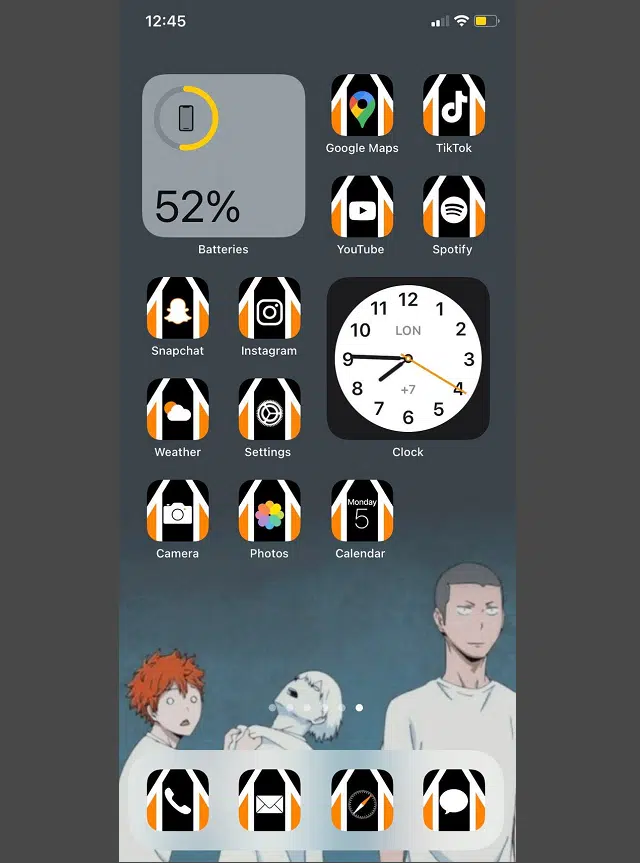 12:45
52%
Batteries
Google Maps
TikTok
YouTube
Spotify
Snapchat
Instagram
12
11
1
10
LON
2
9
3
8
+7
4
7
5
6
Clock
Weather
Settings
Monday
5
Camera
Photos
Calendar